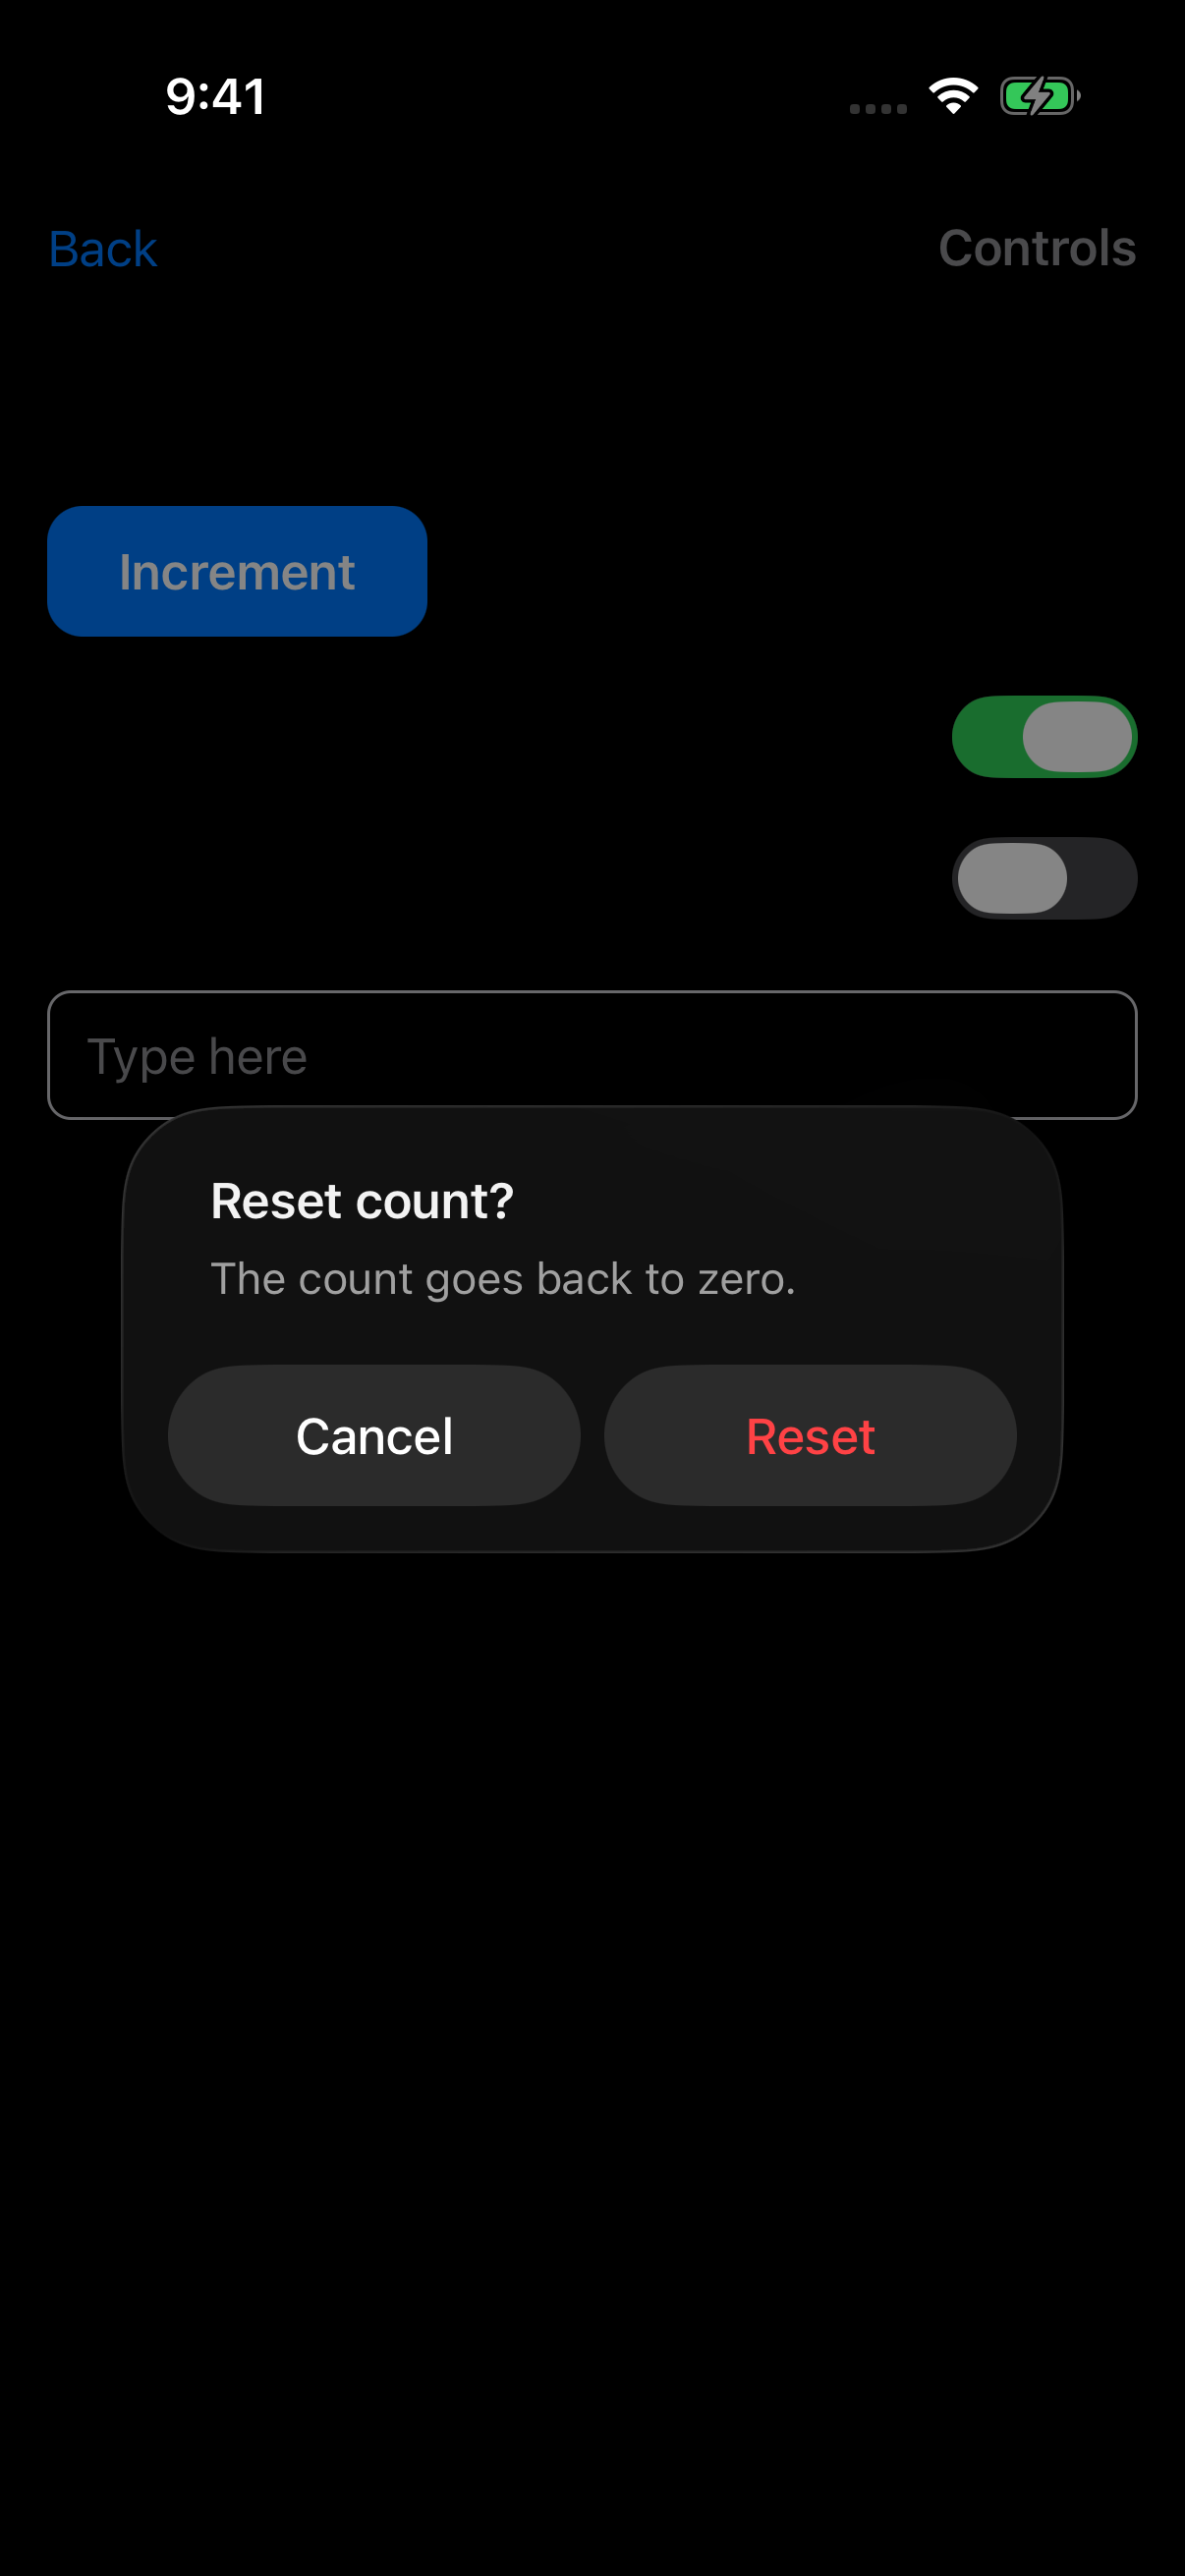 9:41
Back
Controls
Increment
Type here
Reset count?
The count goes back to zero.
Cancel
Reset